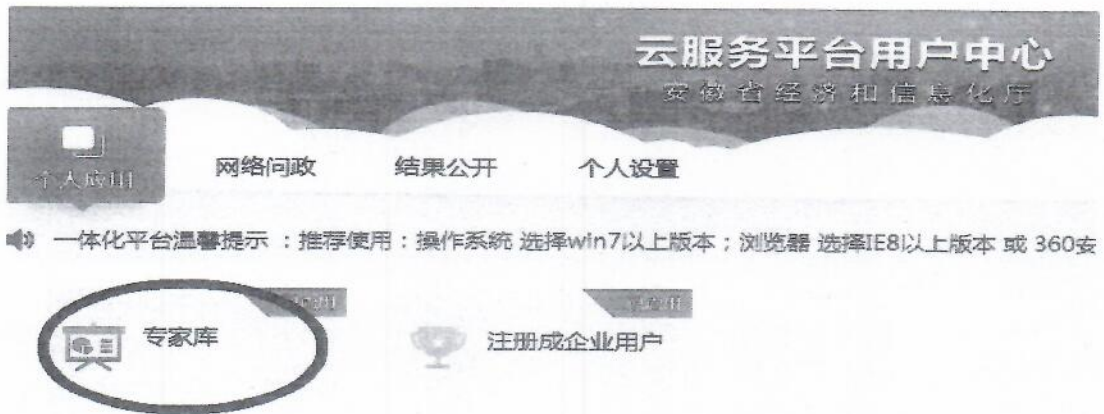 云服务平台用户中心
安徽省经济和信息化厅
个人应用
网络问政
结果公开
个人设置
一体化平台温馨提示 ：推荐使用：操作系统 选择win7以上版本；浏览器 选择IE8以上版本 或 360安
专家库
注册成企业用户